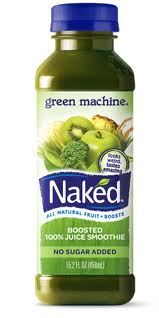 green machine.
looks
weird,
tastes
amazing
Naked
ALL NATURAL FRUIT + BOOSTS
BOOSTED
100% JUICE SMOOTHIE
NO SUGAR ADDED
15.2 FL OZ (450mL)